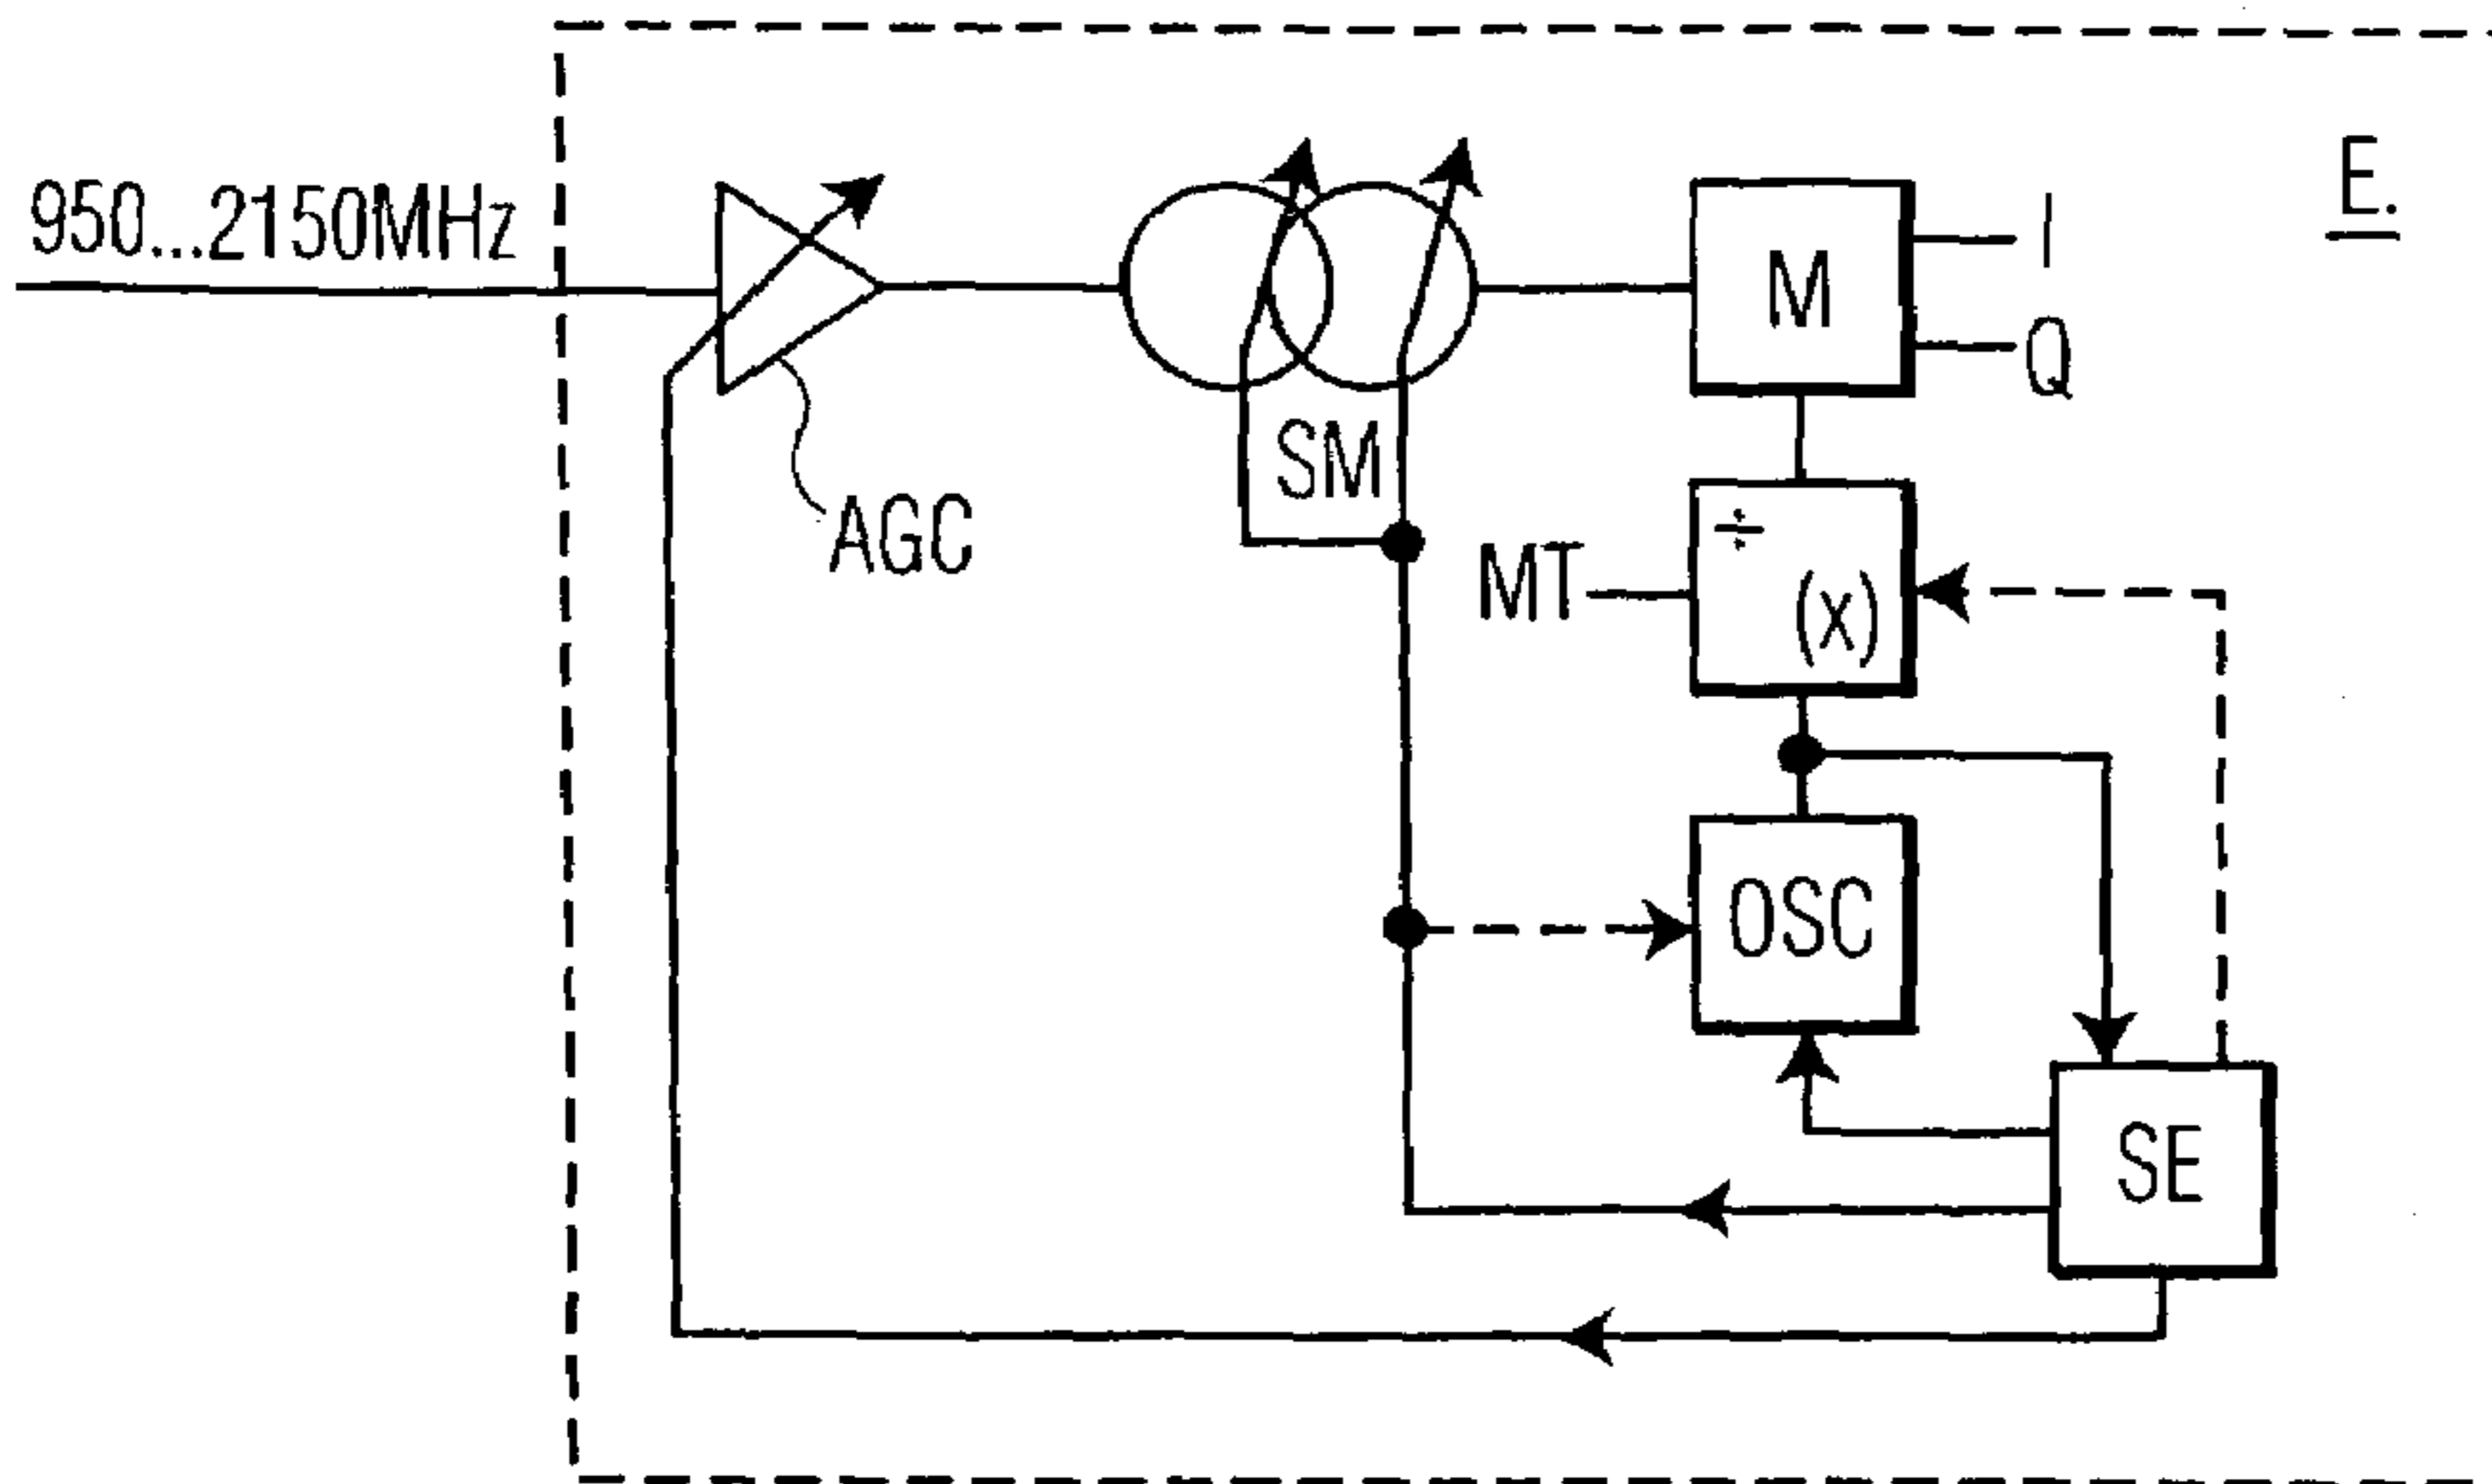 E.
950...2150MHz
I
M
Q
SM
AGC
MT
÷
(x)
OSC
SE